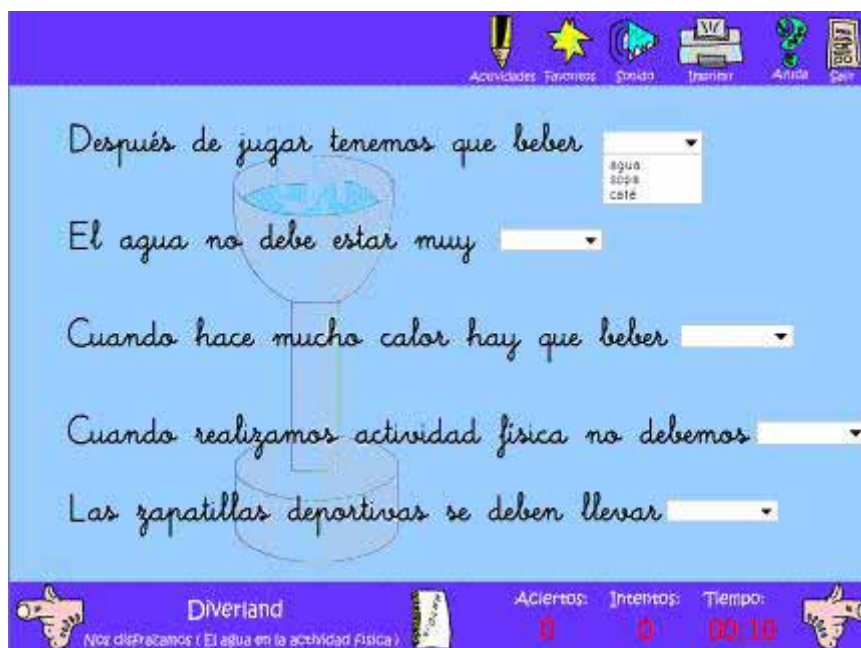 Actividades Favoritos Sonido Imprimir Ayuda Salir
Después de jugar tenemos que beber
agua
sopa
café
El agua no debe estar muy
Cuando hace mucho calor hay que beber
Cuando realizamos actividad física no debemos
Las zapatillas deportivas se deben llevar
Diverland
Nos disfrazamos ( El agua en la actividad física )
Aciertos: Intentos: Tiempo:
0 0 00:10